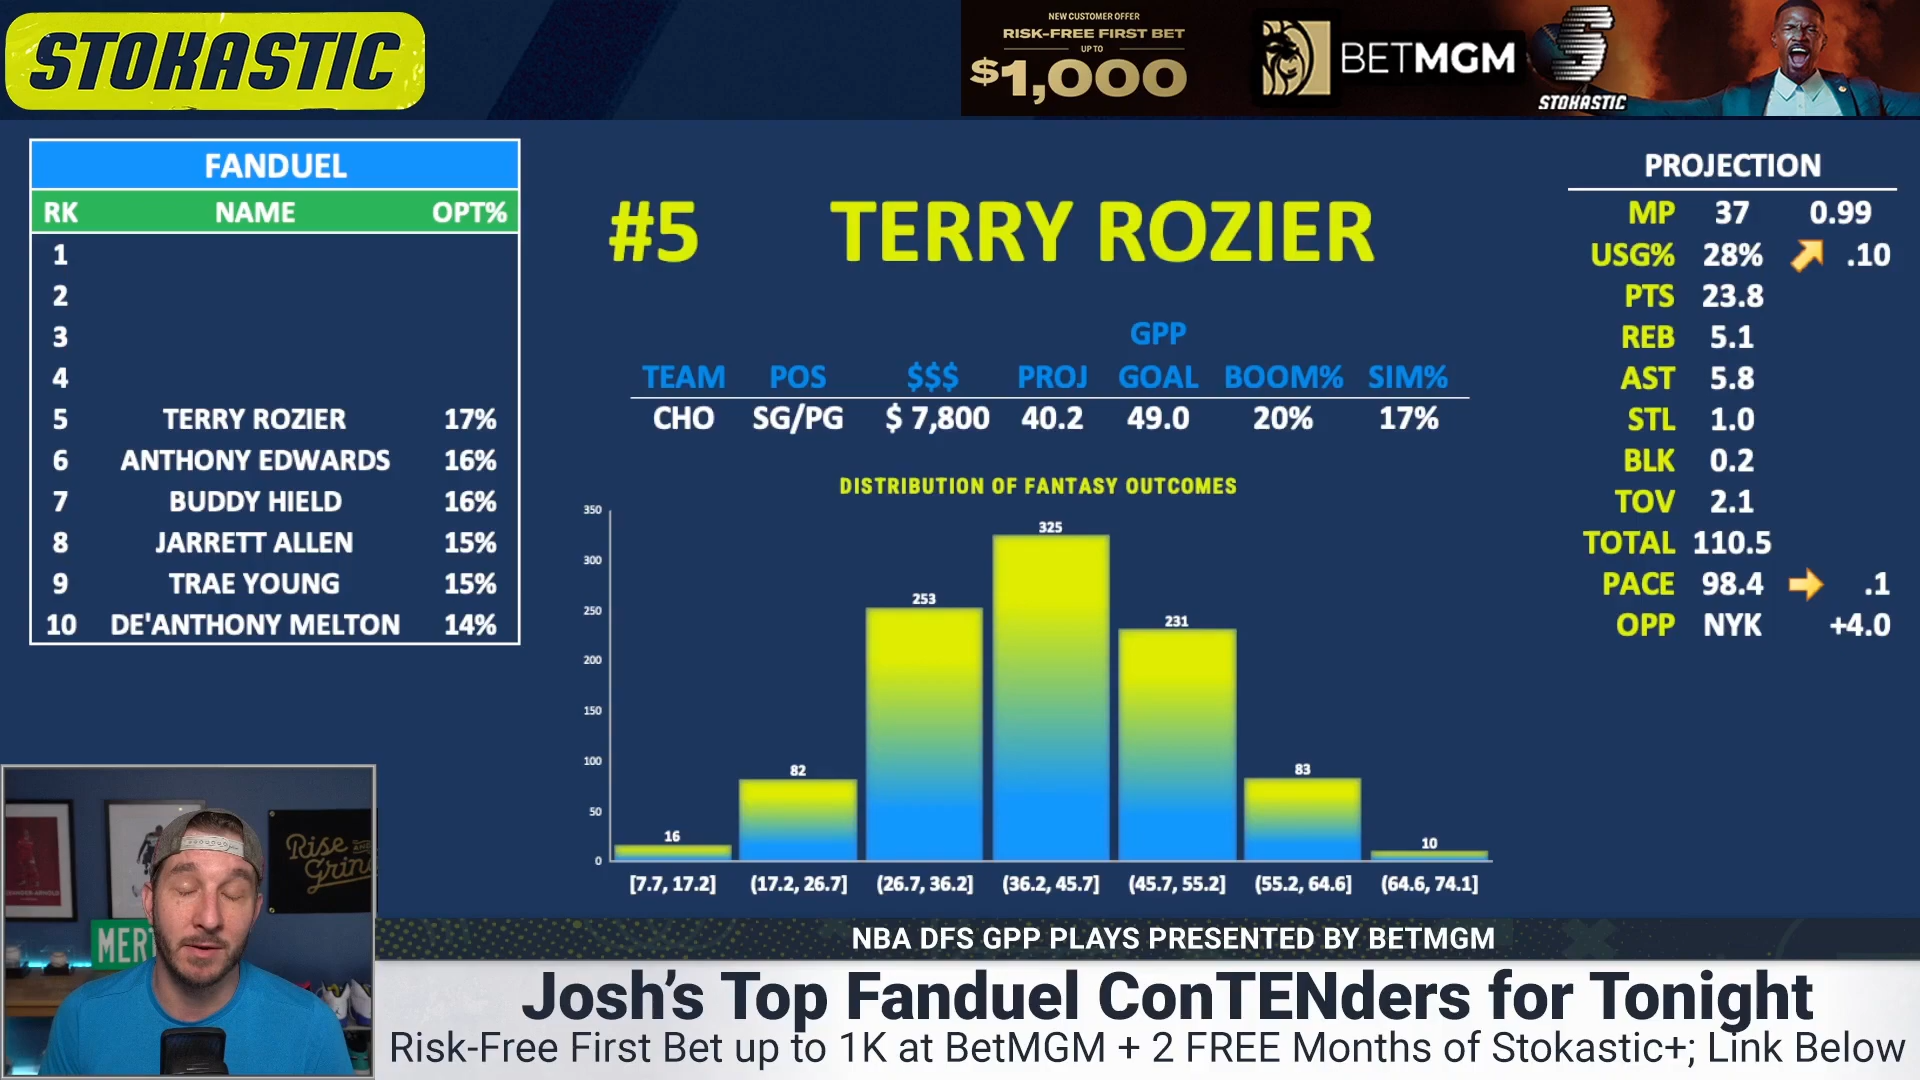 STOKASTIC
NEW CUSTOMER OFFER
RISK-FREE FIRST BET
UP TO
$1,000
BETMGM
STOKASTIC
FANDUEL
RK NAME OPT%
1
2
3
4
5 TERRY ROZIER 17%
6 ANTHONY EDWARDS 16%
7 BUDDY HIELD 16%
8 JARRETT ALLEN 15%
9 TRAE YOUNG 15%
10 DE'ANTHONY MELTON 14%
#5 TERRY ROZIER
GPP
TEAM POS $$$ PROJ GOAL BOOM% SIM%
CHO SG/PG $ 7,800 40.2 49.0 20% 17%
DISTRIBUTION OF FANTASY OUTCOMES
350
300
250
200
150
100
50
0
16
82
253
325
231
83
10
[7.7, 17.2] (17.2, 26.7] (26.7, 36.2] (36.2, 45.7] (45.7, 55.2] (55.2, 64.6] (64.6, 74.1]
PROJECTION
MP 37 0.99
USG% 28% .10
PTS 23.8
REB 5.1
AST 5.8
STL 1.0
BLK 0.2
TOV 2.1
TOTAL 110.5
PACE 98.4 .1
OPP NYK +4.0
Rise AND
Grin
MER
NBA DFS GPP PLAYS PRESENTED BY BETMGM
Josh's Top Fanduel ConTENders for Tonight
Risk-Free First Bet up to 1K at BetMGM + 2 FREE Months of Stokastic+; Link Below